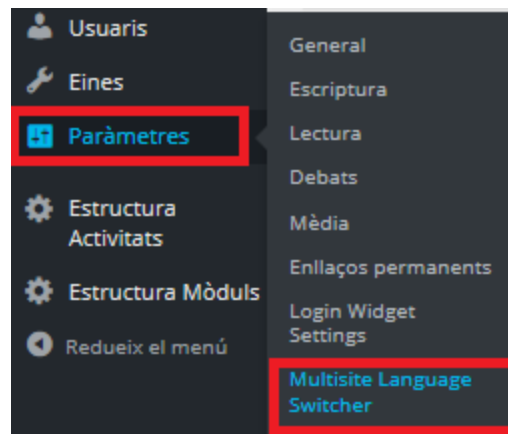 Usuaris
Eines
Paràmetres
Estructura
Activitats
Estructura Mòduls
Redueix el menú
General
Escriptura
Lectura
Debats
Mèdia
Enllaços permanents
Login Widget
Settings
Multisite Language
Switcher